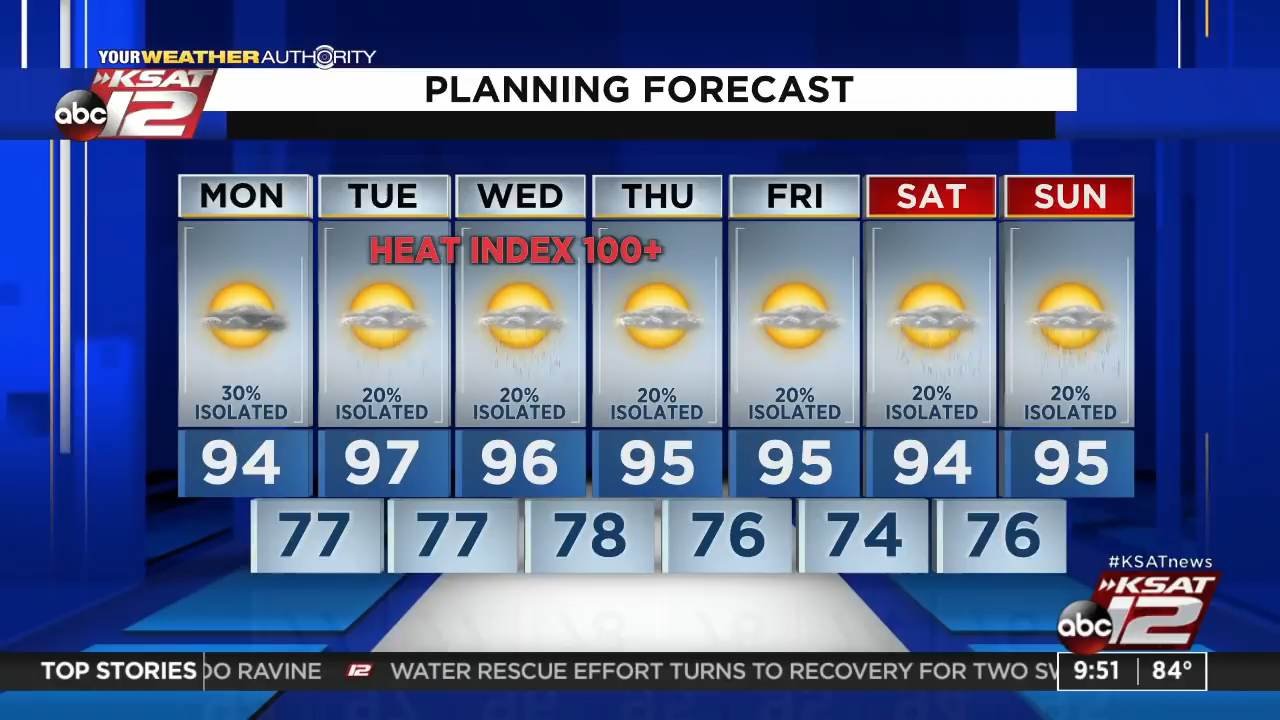 YOURWEATHERAUTHORITY
KSAT
abc 12
PLANNING FORECAST
MON TUE WED THU FRI SAT SUN
HEAT INDEX 100+
30% 20% 20% 20% 20% 20% 20%
ISOLATED ISOLATED ISOLATED ISOLATED ISOLATED ISOLATED ISOLATED
94 97 96 95 95 94 95
77 77 78 76 74 76
#KSATnews
KSAT
abc 12
TOP STORIES DO RAVINE 12 WATER RESCUE EFFORT TURNS TO RECOVERY FOR TWO SW 9:51 84°